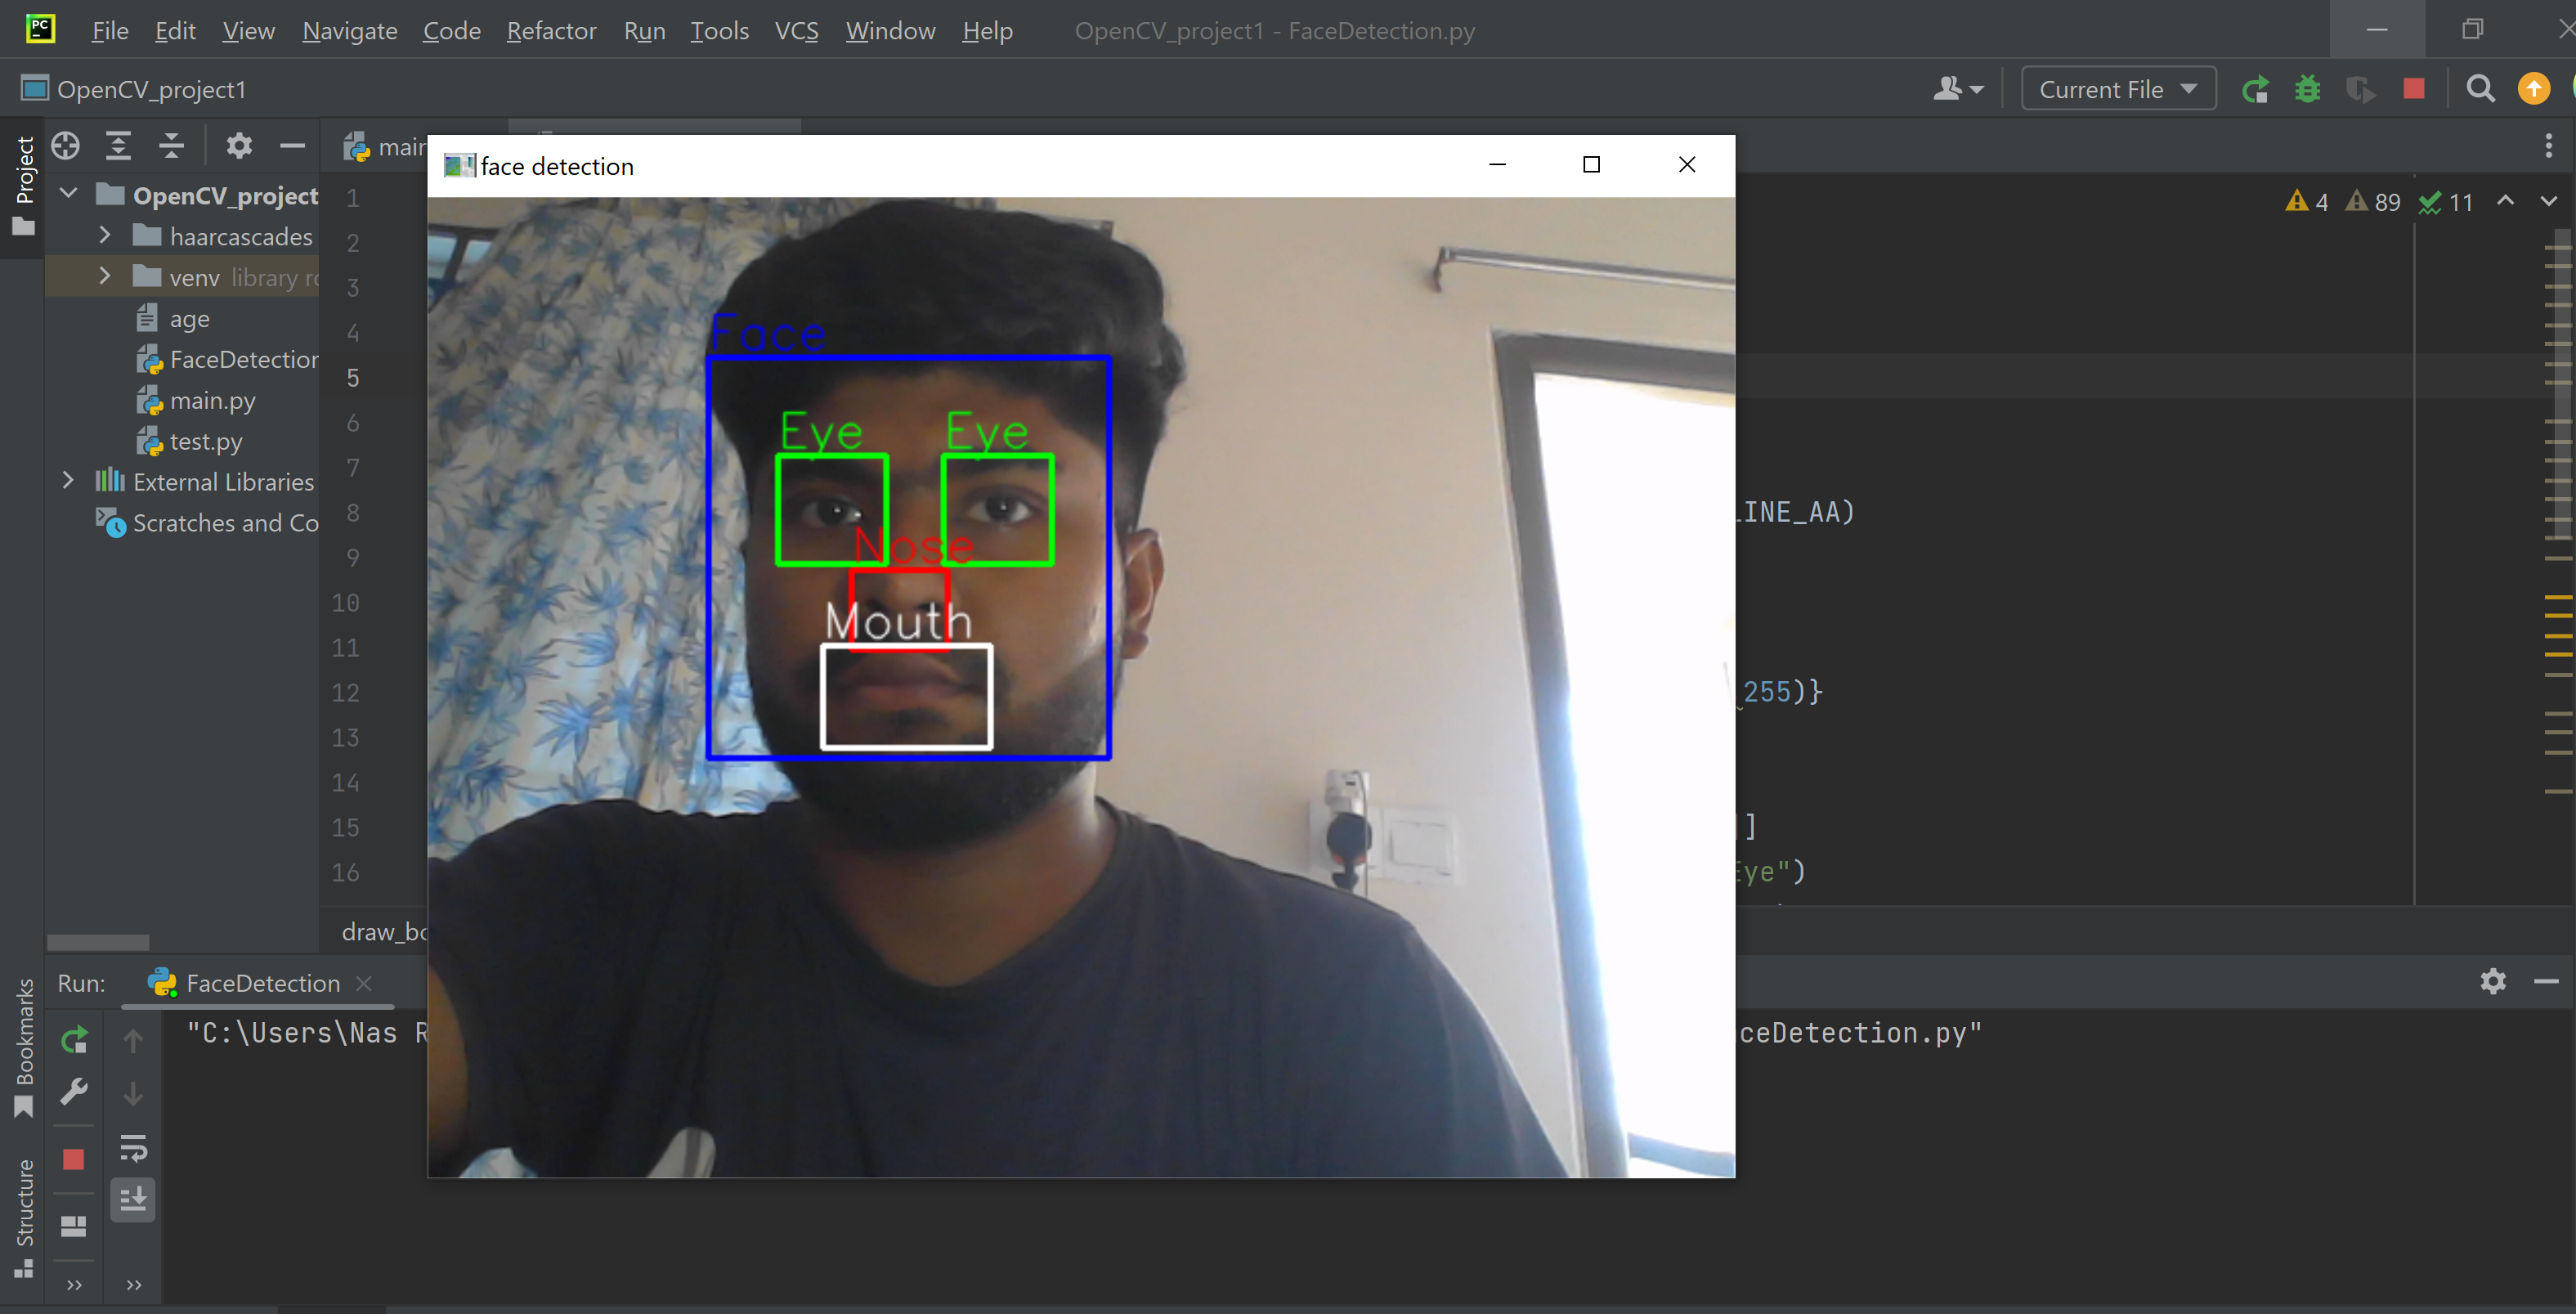 PC
File Edit View Navigate Code Refactor Run Tools VCS Window Help OpenCV_project1 - FaceDetection.py
OpenCV_project1
Current File
Project
main
face detection
4 89 11
OpenCV_project
haarcascades
venv library
age
FaceDetection
main.py
test.py
External Libraries
Scratches and Co
1
2
3
4
5
6
7
8
9
10
11
12
13
14
15
16
Face
Eye Eye
Nose
Mouth
LINE_AA)
255)}
]
Eye")
draw_bo
Run: FaceDetection
"C:\Users\Nas R
ceDetection.py"
Bookmarks
Structure